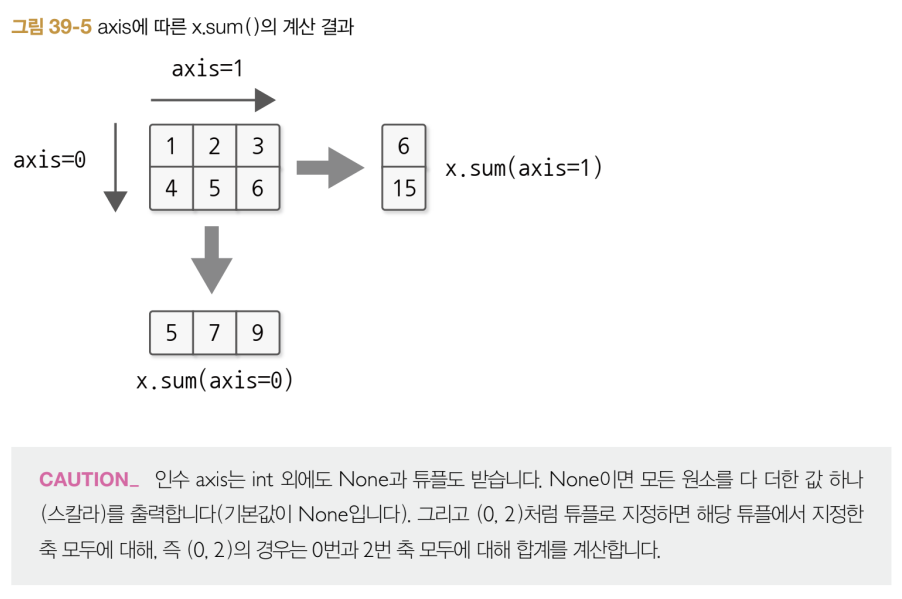 그림 39-5 axis에 따른 x.sum()의 계산 결과
axis=1
axis=0
1 2 3
4 5 6
6
15
x.sum(axis=1)
5 7 9
x.sum(axis=0)
CAUTION_ 인수 axis는 int 외에도 None과 튜플도 받습니다. None이면 모든 원소를 다 더한 값 하나
(스칼라)를 출력합니다(기본값이 None입니다). 그리고 (0, 2)처럼 튜플로 지정하면 해당 튜플에서 지정한
축 모두에 대해, 즉 (0, 2)의 경우는 0번과 2번 축 모두에 대해 합계를 계산합니다.